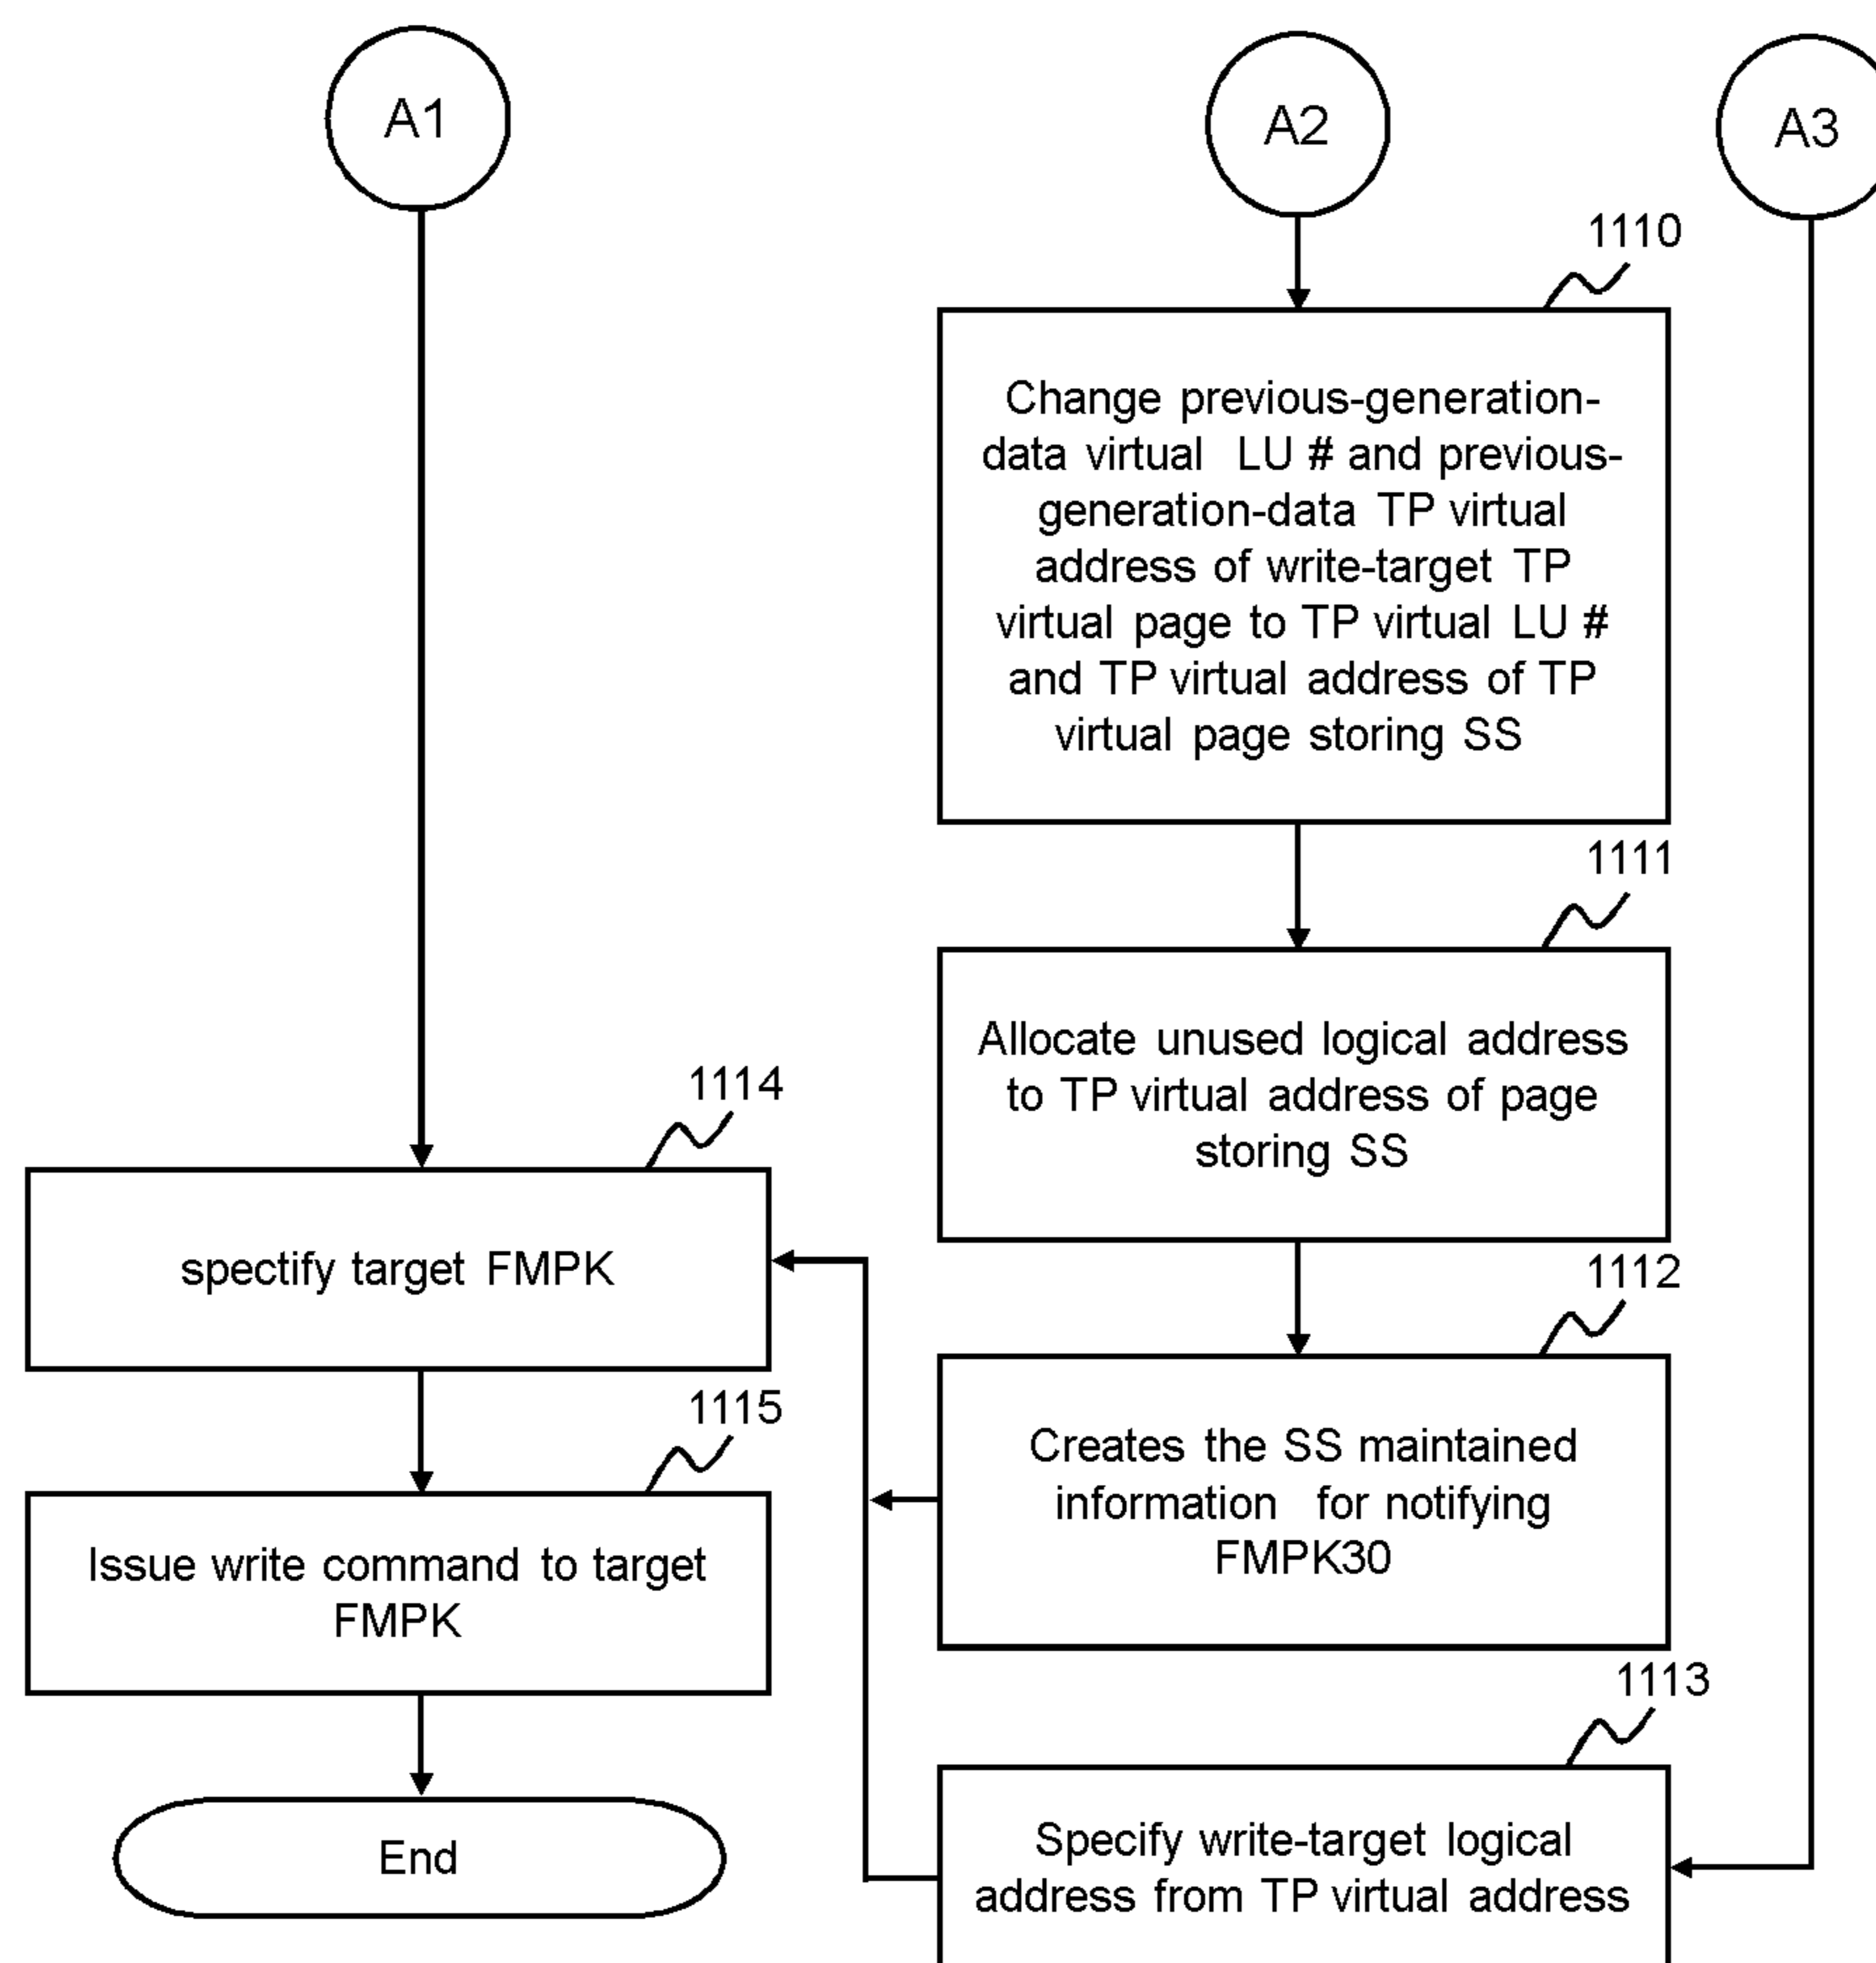 A1
A2
A3
1110
Change previous-generation-
data virtual LU # and previous-
generation-data TP virtual
address of write-target TP
virtual page to TP virtual LU #
and TP virtual address of TP
virtual page storing SS
1111
Allocate unused logical address
to TP virtual address of page
storing SS
1114
spectify target FMPK
1112
Creates the SS maintained
information for notifying
FMPK30
1115
Issue write command to target
FMPK
1113
Specify write-target logical
address from TP virtual address
End